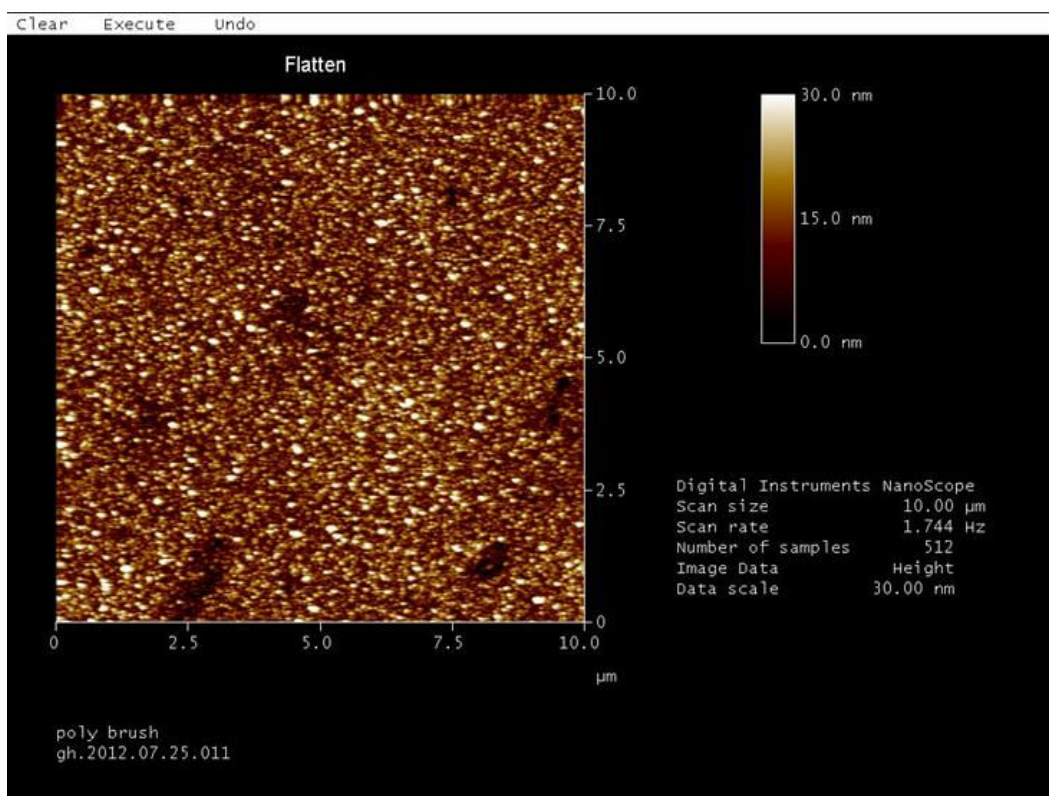 Clear Execute Undo
Flatten
10.0
7.5
5.0
2.5
0
0 2.5 5.0 7.5 10.0
µm
30.0 nm
15.0 nm
0.0 nm
Digital Instruments NanoScope
Scan size 10.00 µm
Scan rate 1.744 Hz
Number of samples 512
Image Data Height
Data scale 30.00 nm
poly brush
gh.2012.07.25.011